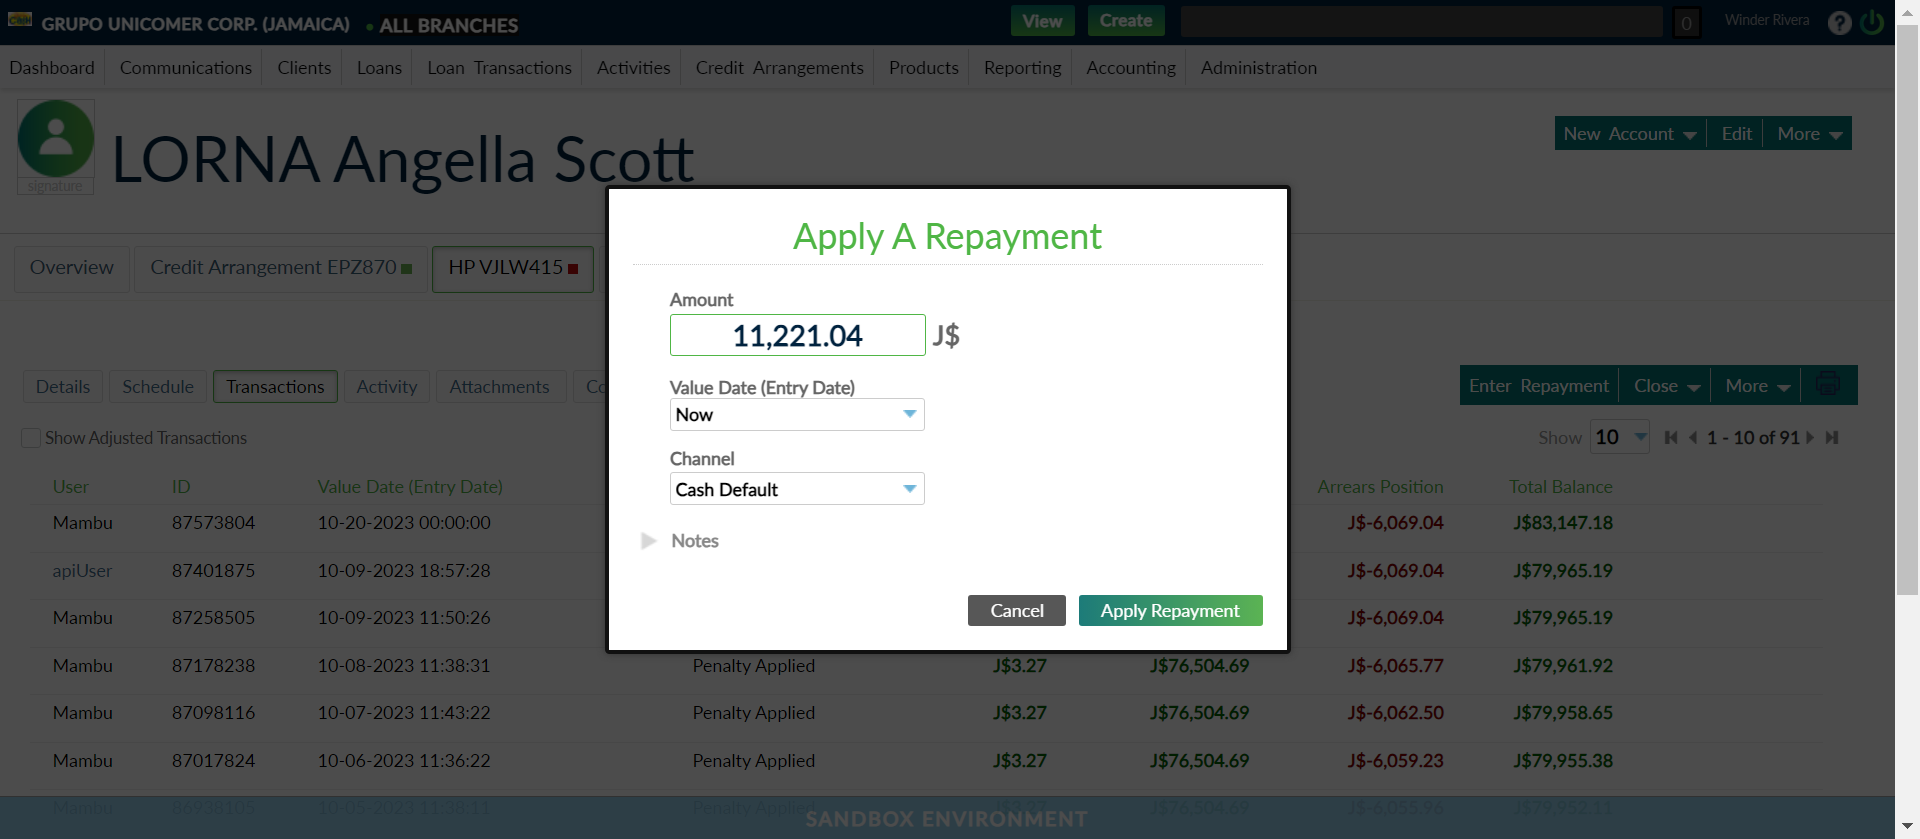 GRUPO UNICOMER CORP. (JAMAICA) • ALL BRANCHES View Create 0 Winder Rivera ?
Dashboard Communications Clients Loans Loan Transactions Activities Credit Arrangements Products Reporting Accounting Administration
signature
LORNA Angella Scott
New Account Edit More
Overview Credit Arrangement EPZ870 HP VJLW415
Apply A Repayment
Amount
11,221.04 J$
Value Date (Entry Date)
Now
Channel
Cash Default
Notes
Cancel Apply Repayment
Details Schedule Transactions Activity Attachments Co
Enter Repayment Close More
Show Adjusted Transactions
Show 10 1 - 10 of 91
User ID Value Date (Entry Date) Arrears Position Total Balance
Mambu 87573804 10-20-2023 00:00:00 J$-6,069.04 J$83,147.18
apiUser 87401875 10-09-2023 18:57:28 J$-6,069.04 J$79,965.19
Mambu 87258505 10-09-2023 11:50:26 J$-6,069.04 J$79,965.19
Mambu 87178238 10-08-2023 11:38:31 Penalty Applied J$3.27 J$76,504.69 J$-6,065.77 J$79,961.92
Mambu 87098116 10-07-2023 11:43:22 Penalty Applied J$3.27 J$76,504.69 J$-6,062.50 J$79,958.65
Mambu 87017824 10-06-2023 11:36:22 Penalty Applied J$3.27 J$76,504.69 J$-6,059.23 J$79,955.38
Mambu 86938105 10-05-2023 11:38:11 Penalty Applied J$3.27 J$76,504.69 J$-6,055.96 J$79,952.11
SANDBOX ENVIRONMENT